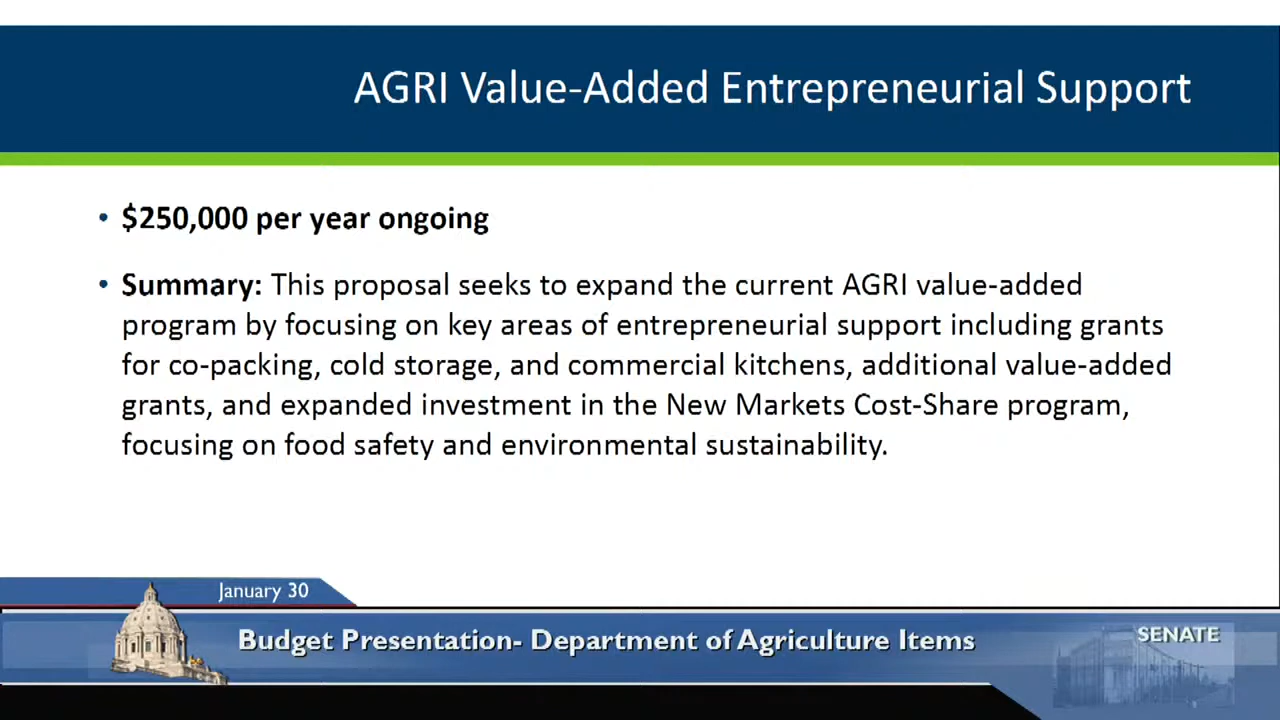 AGRI Value-Added Entrepreneurial Support
• $250,000 per year ongoing
• Summary: This proposal seeks to expand the current AGRI value-added
program by focusing on key areas of entrepreneurial support including grants
for co-packing, cold storage, and commercial kitchens, additional value-added
grants, and expanded investment in the New Markets Cost-Share program,
focusing on food safety and environmental sustainability.
January 30
Budget Presentation- Department of Agriculture Items
SENATE